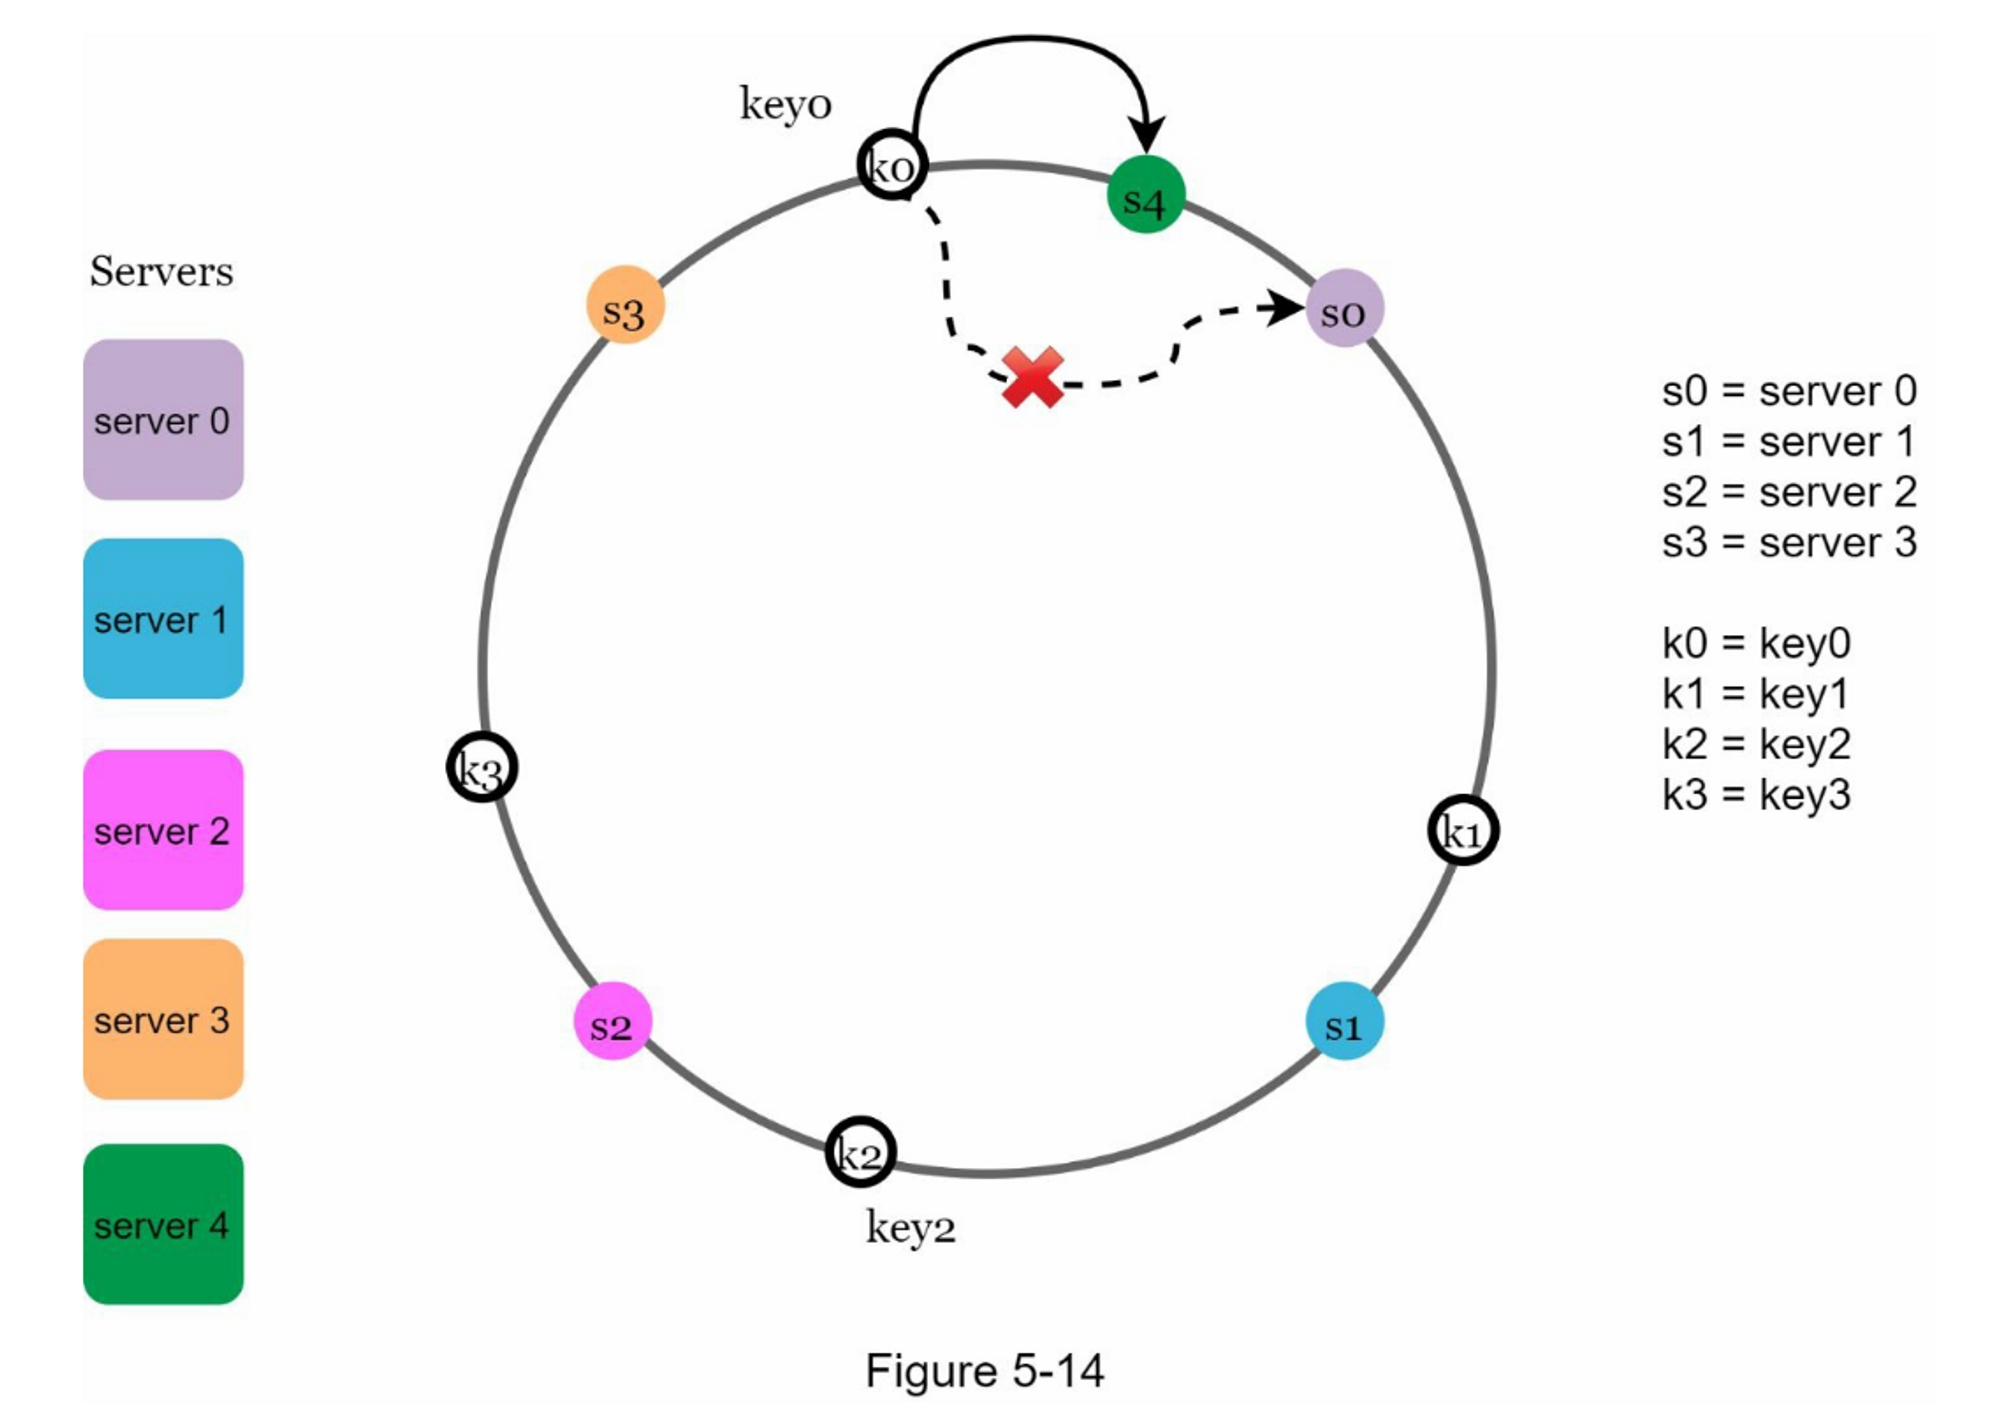 key0
k0
s4
Servers
s3
s0
server 0
s0 = server 0
s1 = server 1
s2 = server 2
s3 = server 3
server 1
k0 = key0
k1 = key1
k2 = key2
k3 = key3
k3
k1
server 2
server 3
s2
s1
k2
key2
server 4
Figure 5-14